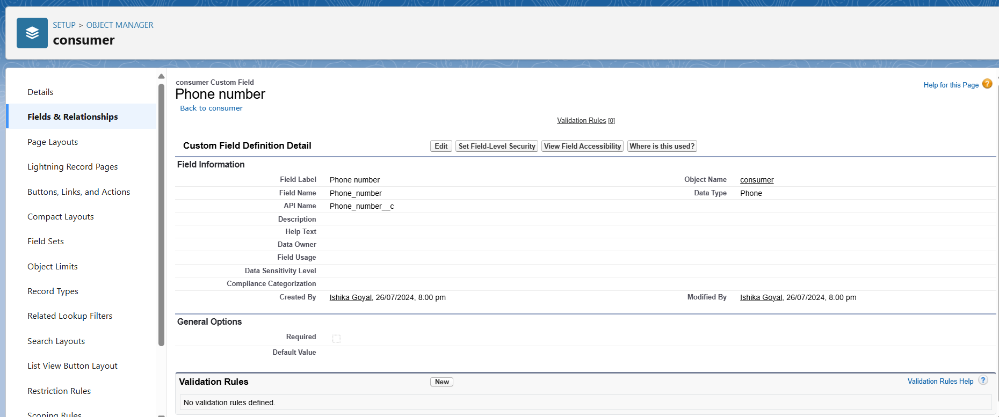 SETUP > OBJECT MANAGER
consumer
Details
Fields & Relationships
Page Layouts
Lightning Record Pages
Buttons, Links, and Actions
Compact Layouts
Field Sets
Object Limits
Record Types
Related Lookup Filters
Search Layouts
List View Button Layout
Restriction Rules
Scoping Rules
consumer Custom Field
Phone number
Back to consumer
Help for this Page ?
Validation Rules [0]
Custom Field Definition Detail Edit Set Field-Level Security View Field Accessibility Where is this used?
Field Information
Field Label Phone number Object Name consumer
Field Name Phone_number Data Type Phone
API Name Phone_number__c
Description
Help Text
Data Owner
Field Usage
Data Sensitivity Level
Compliance Categorization
Created By Ishika Goyal, 26/07/2024, 8:00 pm Modified By Ishika Goyal, 26/07/2024, 8:00 pm
General Options
Required
Default Value
Validation Rules New Validation Rules Help ?
No validation rules defined.